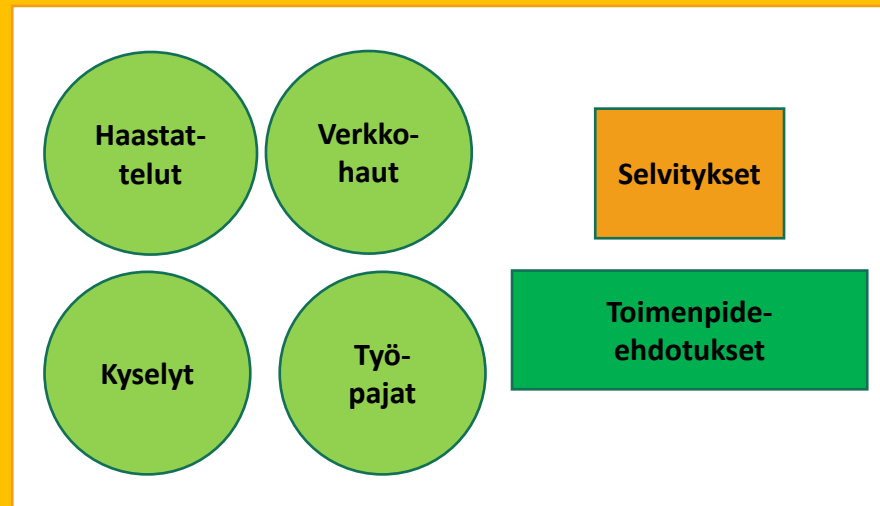 Haastat-
telut
Verkko-
haut
Selvitykset
Kyselyt
Työ-
pajat
Toimenpide-
ehdotukset